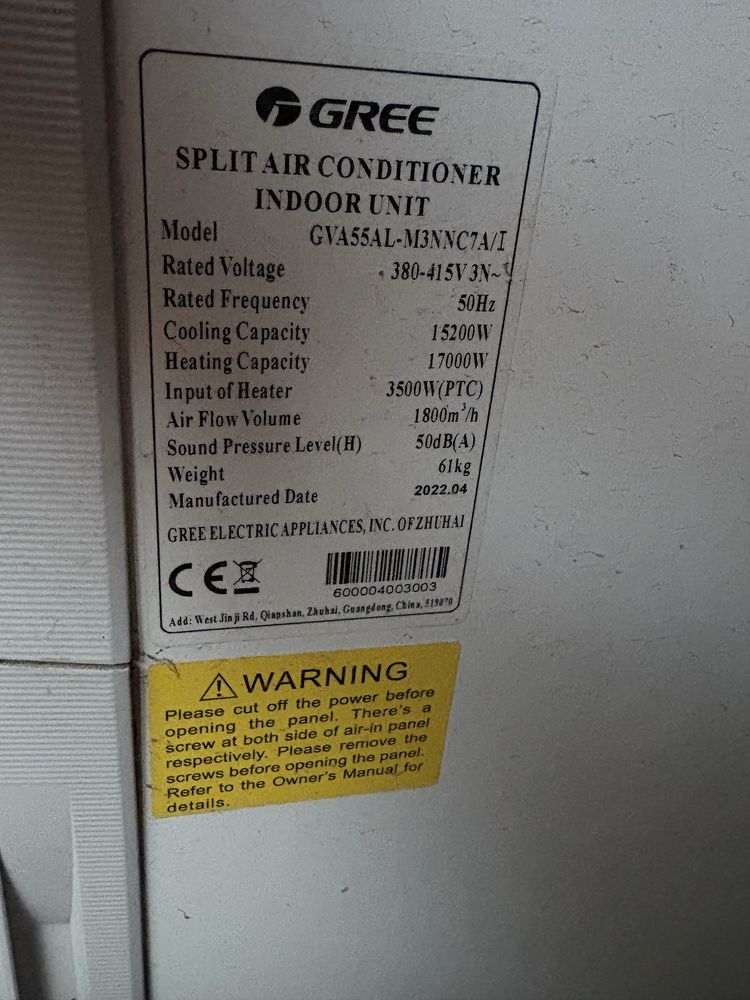 GREE
SPLIT AIR CONDITIONER
INDOOR UNIT
Model GVA55AL-M3NNC7A/I
Rated Voltage 380-415V 3N~
Rated Frequency 50Hz
Cooling Capacity 15200W
Heating Capacity 17000W
Input of Heater 3500W(PTC)
Air Flow Volume 1800m³/h
Sound Pressure Level(H) 50dB(A)
Weight 61kg
Manufactured Date 2022.04
GREE ELECTRIC APPLIANCES, INC. OF ZHUHAI
CE
600004003003
Add: West Jinji Rd, Qianshan, Zhuhai, Guangdong, China, 519070
WARNING
Please cut off the power before
opening the panel. There's a
screw at both side of air-in panel
respectively. Please remove the
screws before opening the panel.
Refer to the Owner's Manual for
details.